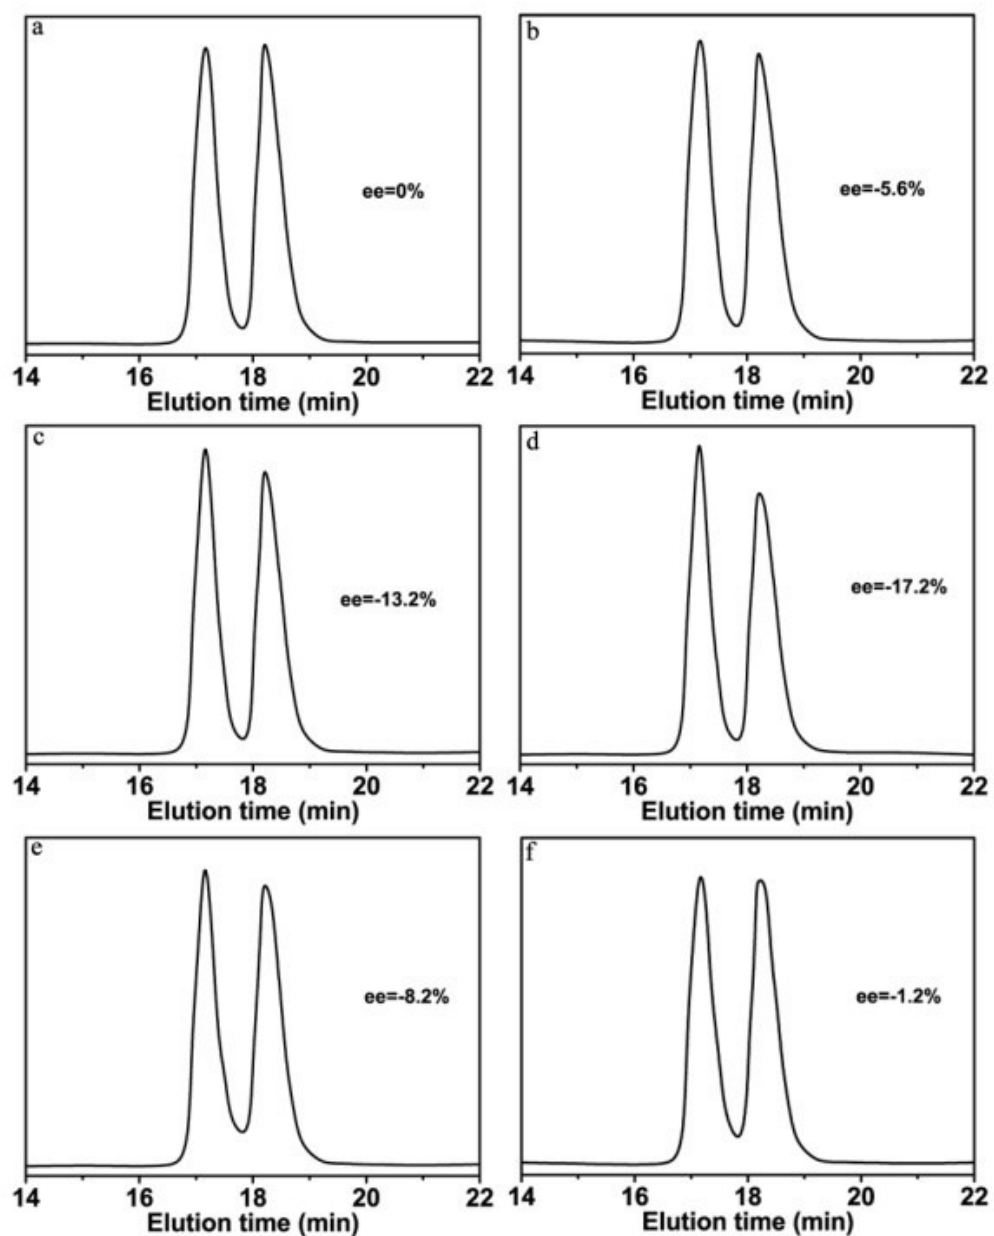 a
ee=0%
14 16 18 20 22
Elution time (min)
b
ee=-5.6%
14 16 18 20 22
Elution time (min)
c
ee=-13.2%
14 16 18 20 22
Elution time (min)
d
ee=-17.2%
14 16 18 20 22
Elution time (min)
e
ee=-8.2%
14 16 18 20 22
Elution time (min)
f
ee=-1.2%
14 16 18 20 22
Elution time (min)